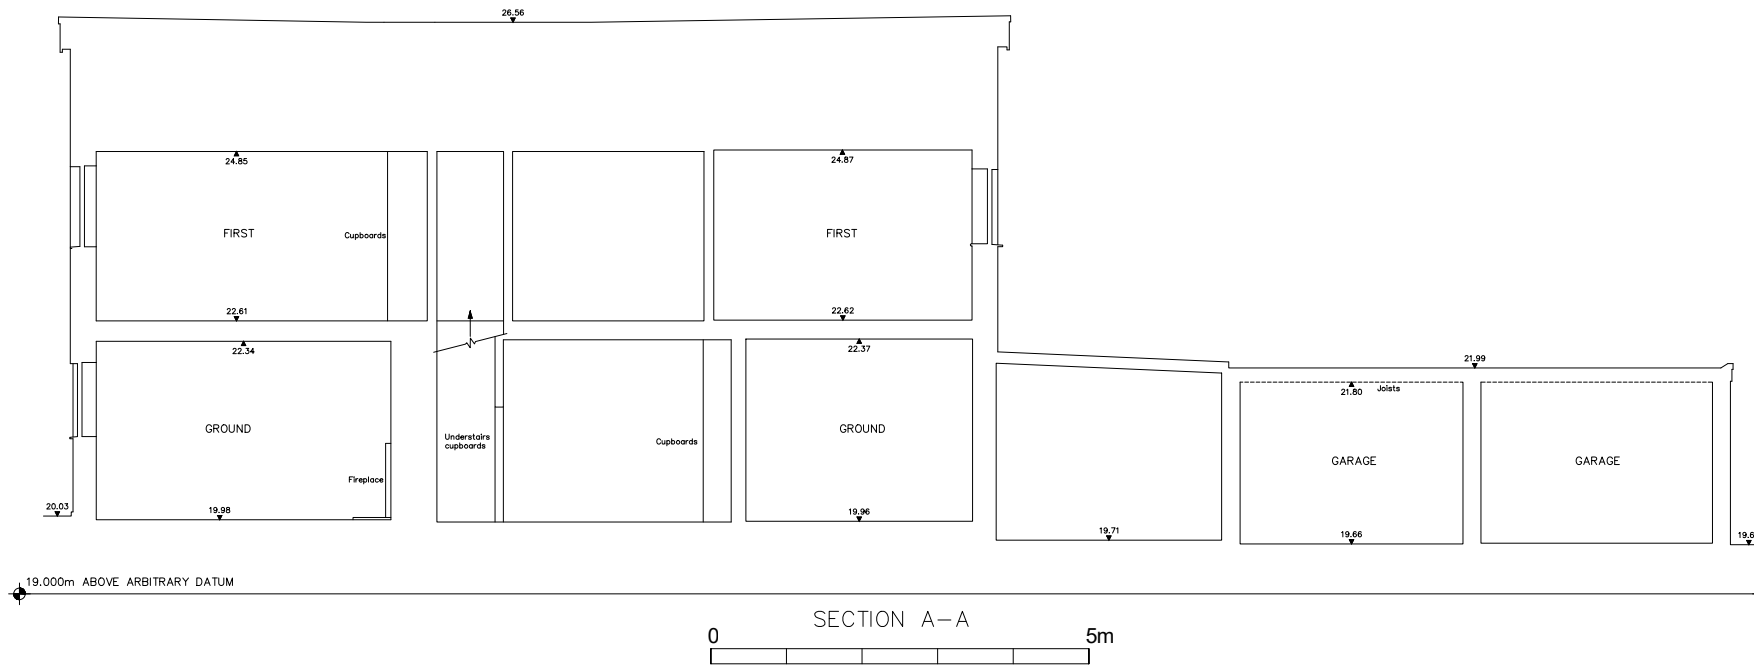 26.56
24.85
24.87
FIRST
Cupboards
FIRST
22.61
22.62
22.34
22.37
21.99
21.80
Joists
GROUND
Understairs
cupboards
Cupboards
GROUND
GARAGE
GARAGE
Fireplace
20.03
19.98
19.96
19.71
19.66
19.6
19.000m ABOVE ARBITRARY DATUM
SECTION A-A
0 5m